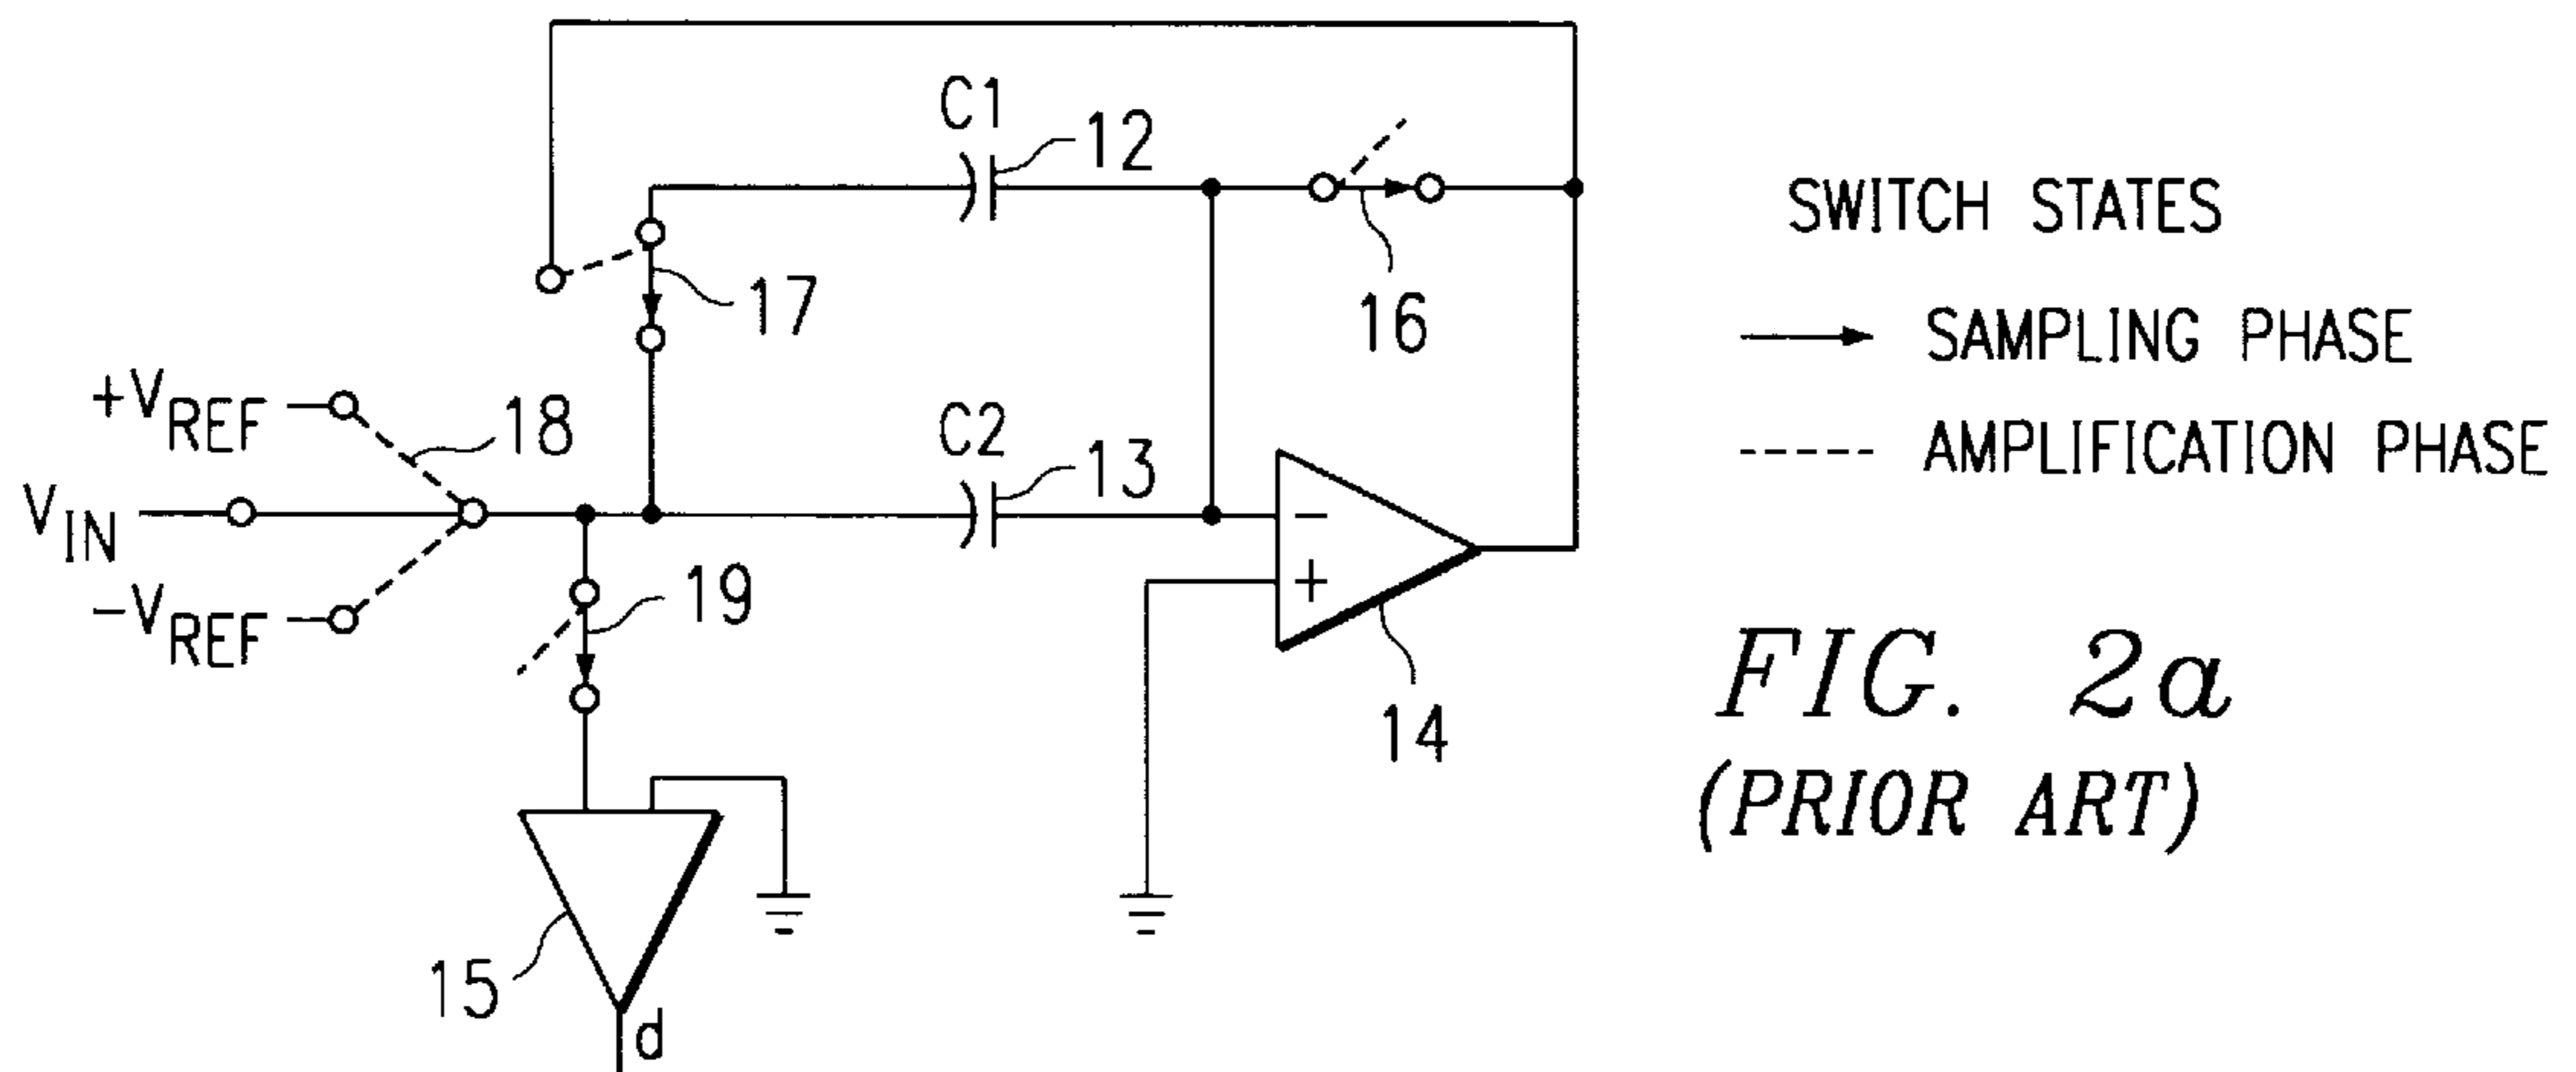 C1
12
SWITCH STATES
17
16
SAMPLING PHASE
+VREF
18
C2
13
AMPLIFICATION PHASE
VIN
−
−VREF
19
+
FIG. 2a
14
(PRIOR ART)
15
d